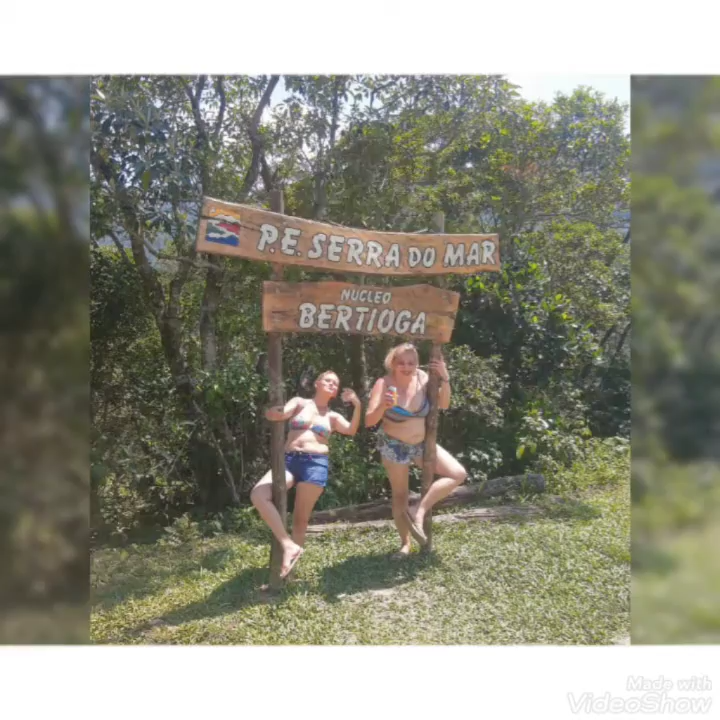 P.E. SERRA DO MAR
NUCLEO
BERTIOGA
Made with
VideoShow